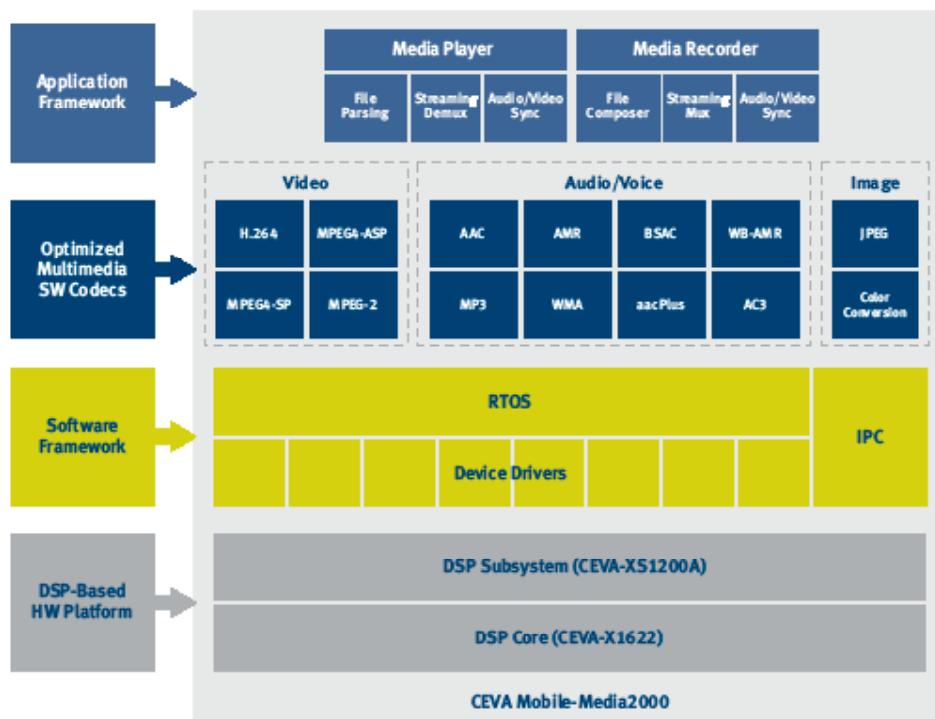 Application
Framework
Media Player
Media Recorder
File
Parsing
Streaming
Demux
Audio/Video
Sync
File
Composer
Streaming
Mux
Audio/Video
Sync
Optimized
Multimedia
SW Codecs
Video
H.264
MPEG4-ASP
MPEG4-SP
MPEG-2
Audio/Voice
AAC
AMR
BSAC
WB-AMR
MP3
WMA
aacPlus
AC3
Image
JPEG
Color
Conversion
Software
Framework
RTOS
IPC
Device Drivers
DSP-Based
HW Platform
DSP Subsystem (CEVA-XS1200A)
DSP Core (CEVA-X1622)
CEVA Mobile-Media2000